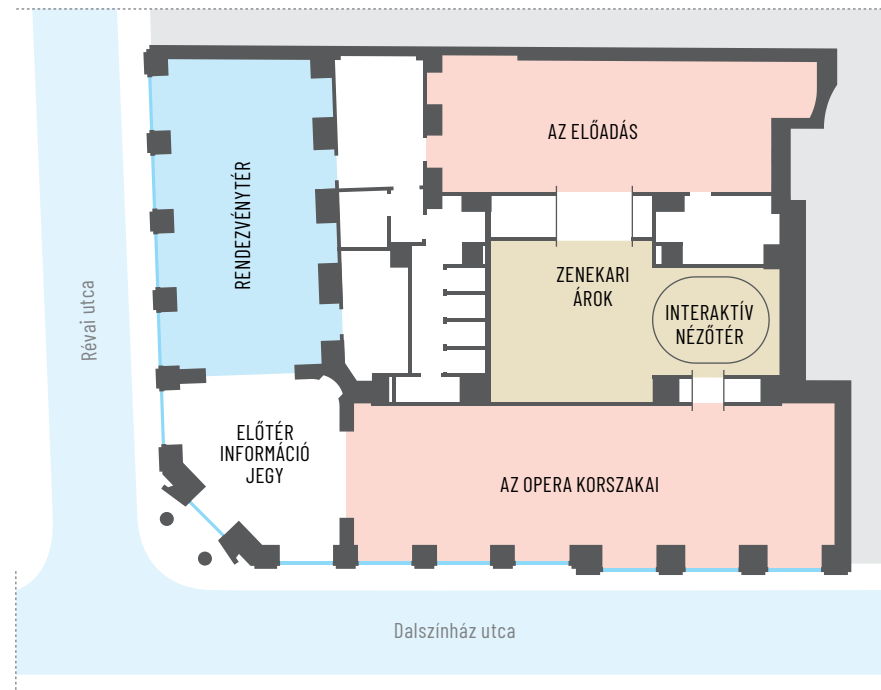 AZ ELŐADÁS
RENDEZVÉNYTÉR
ZENEKARI
ÁROK
INTERAKTÍV
NÉZŐTÉR
Révai utca
ELŐTÉR
INFORMÁCIÓ
JEGY
AZ OPERA KORSZAKAI
Dalszínház utca